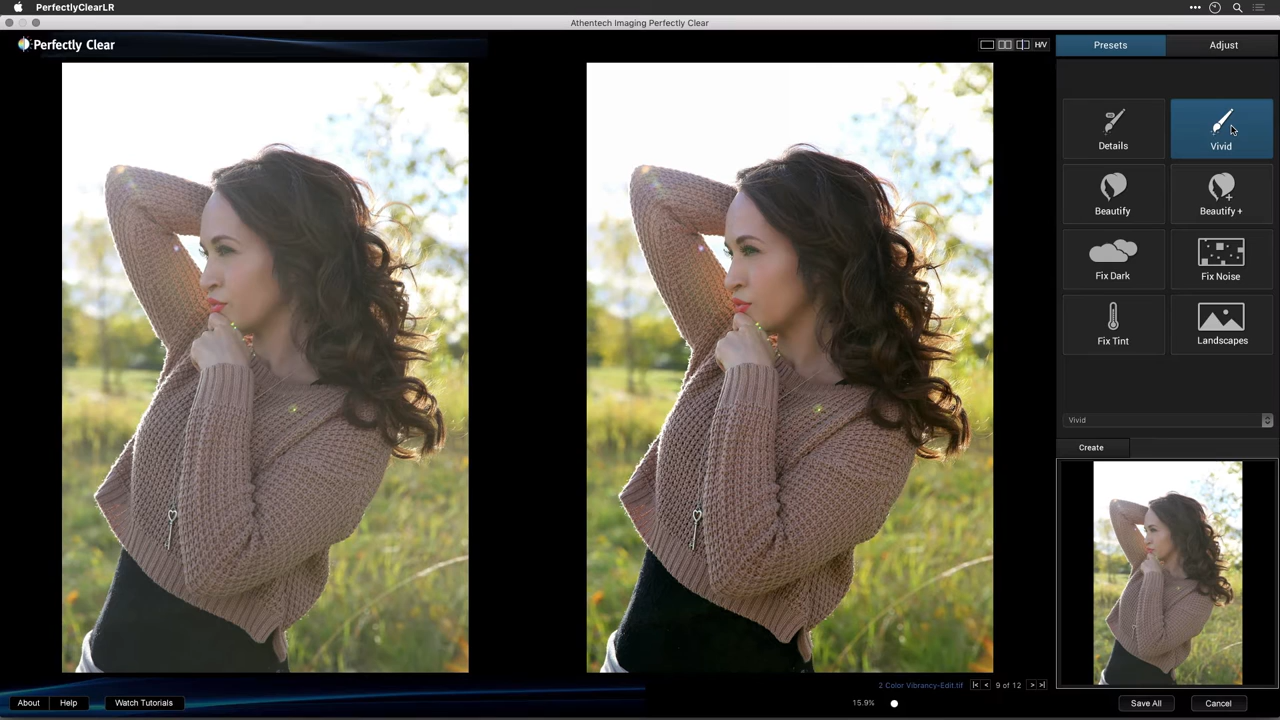 PerfectlyClearLR
Athentech Imaging Perfectly Clear
Perfectly Clear
H/V
Presets
Adjust
Details
Vivid
Beautify
Beautify +
Fix Dark
Fix Noise
Fix Tint
Landscapes
Vivid
Create
2 Color Vibrancy-Edit.tif
9 of 12
15.9%
About
Help
Watch Tutorials
Save All
Cancel